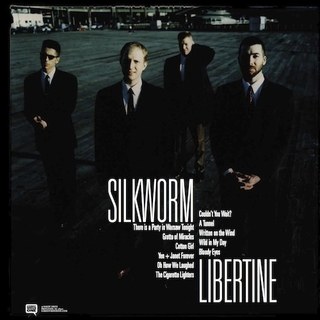 SILKWORM
There is a Party in Warsaw Tonight
Grotto of Miracles
Cotton Girl
Yen + Janet Forever
Oh How We Laughed
The Cigarette Lighters
Couldn't You Wait?
A Tunnel
Written on the Wind
Wild in My Day
Bloody Eyes
LIBERTINE